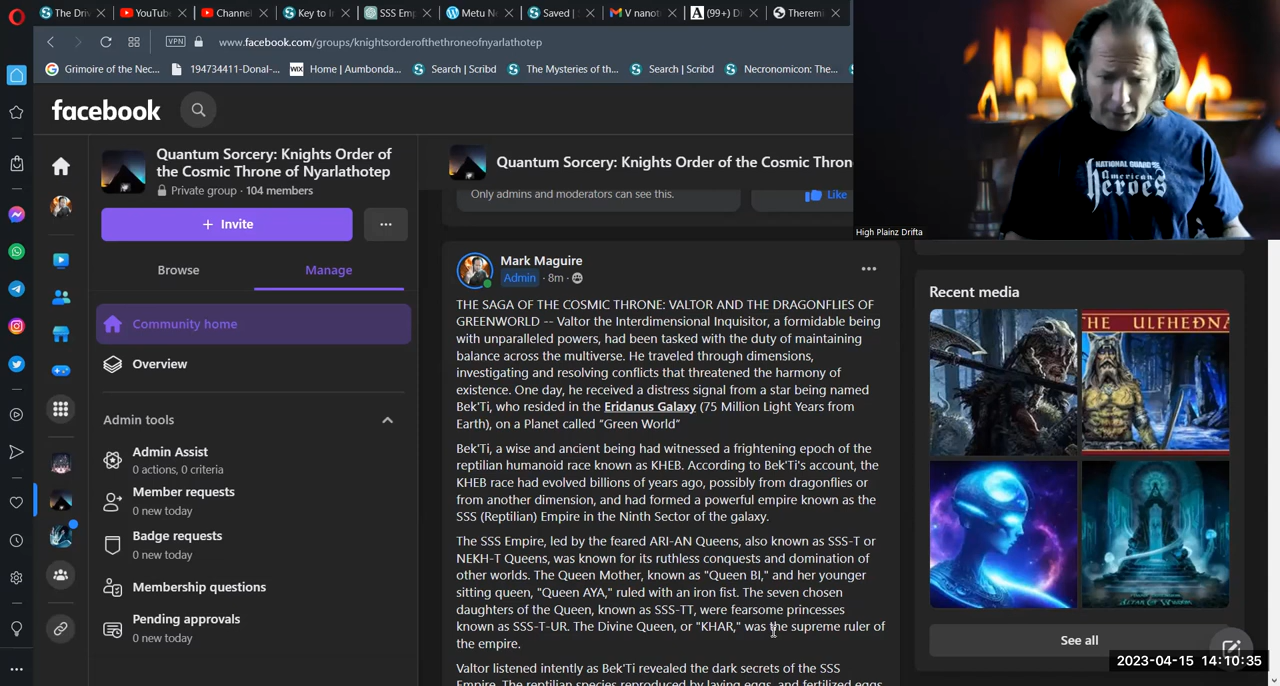 The Driv
YouTube
Channel
Key to I
SSS Emp
Metu N
Saved |
V nanot
(99+) D
Theremi
VPN
www.facebook.com/groups/knightsorderofthethroneofnyarlathotep
Grimoire of the Nec...
194734411-Donal-...
WIX
Home | Aumbonda...
Search | Scribd
The Mysteries of th...
Search | Scribd
Necronomicon: The...
facebook
Quantum Sorcery: Knights Order of
the Cosmic Throne of Nyarlathotep
Private group · 104 members
+ Invite
...
Browse
Manage
Community home
Overview
Admin tools
Admin Assist
0 actions, 0 criteria
Member requests
0 new today
Badge requests
0 new today
Membership questions
Pending approvals
0 new today
Quantum Sorcery: Knights Order of the Cosmic Thron
Only admins and moderators can see this.
Like
Mark Maguire
Admin · 8m ·
THE SAGA OF THE COSMIC THRONE: VALTOR AND THE DRAGONFLIES OF
GREENWORLD -- Valtor the Interdimensional Inquisitor, a formidable being
with unparalleled powers, had been tasked with the duty of maintaining
balance across the multiverse. He traveled through dimensions,
investigating and resolving conflicts that threatened the harmony of
existence. One day, he received a distress signal from a star being named
Bek'Ti, who resided in the Eridanus Galaxy (75 Million Light Years from
Earth), on a Planet called "Green World"
Bek'Ti, a wise and ancient being had witnessed a frightening epoch of the
reptilian humanoid race known as KHEB. According to Bek'Ti's account, the
KHEB race had evolved billions of years ago, possibly from dragonflies or
from another dimension, and had formed a powerful empire known as the
SSS (Reptilian) Empire in the Ninth Sector of the galaxy.
The SSS Empire, led by the feared ARI-AN Queens, also known as SSS-T or
NEKH-T Queens, was known for its ruthless conquests and domination of
other worlds. The Queen Mother, known as "Queen BI," and her younger
sitting queen, "Queen AYA," ruled with an iron fist. The seven chosen
daughters of the Queen, known as SSS-TT, were fearsome princesses
known as SSS-T-UR. The Divine Queen, or "KHAR," was the supreme ruler of
the empire.
Valtor listened intently as Bek'Ti revealed the dark secrets of the SSS
Empire. The reptilian species reproduced by laying eggs, and fertilized eggs
NATIONAL GUARD
American
Heroes
High Plainz Drifta
Recent media
THE ULFHEÐNA
ALTAR OF WISDOM
See all
2023-04-15 14:10:35